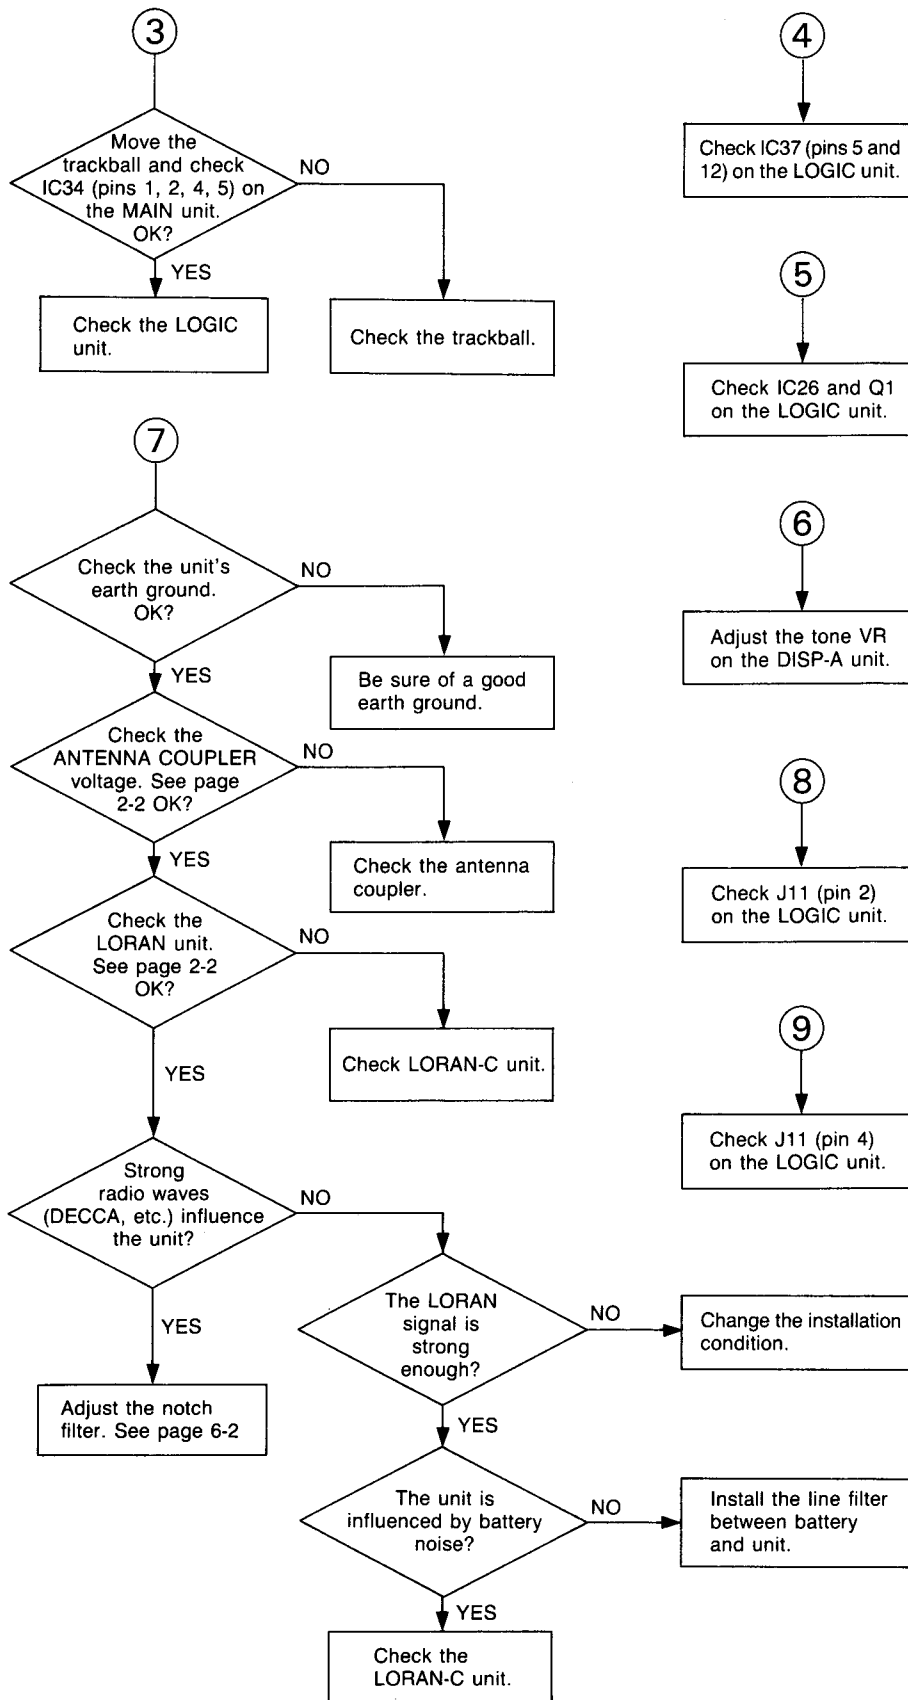 3
Move the
trackball and check
IC34 (pins 1, 2, 4, 5) on
the MAIN unit.
OK?
NO
YES
Check the LOGIC
unit.
Check the trackball.
4
Check IC37 (pins 5 and
12) on the LOGIC unit.
5
Check IC26 and Q1
on the LOGIC unit.
6
Adjust the tone VR
on the DISP-A unit.
7
Check the unit's
earth ground.
OK?
NO
YES
Be sure of a good
earth ground.
Check the
ANTENNA COUPLER
voltage. See page
2-2 OK?
NO
YES
Check the antenna
coupler.
Check the
LORAN unit.
See page 2-2
OK?
NO
YES
Check LORAN-C unit.
Strong
radio waves
(DECCA, etc.) influence
the unit?
NO
YES
Adjust the notch
filter. See page 6-2
The LORAN
signal is
strong
enough?
NO
YES
Change the installation
condition.
The unit is
influenced by battery
noise?
NO
YES
Install the line filter
between battery
and unit.
Check the
LORAN-C unit.
8
Check J11 (pin 2)
on the LOGIC unit.
9
Check J11 (pin 4)
on the LOGIC unit.